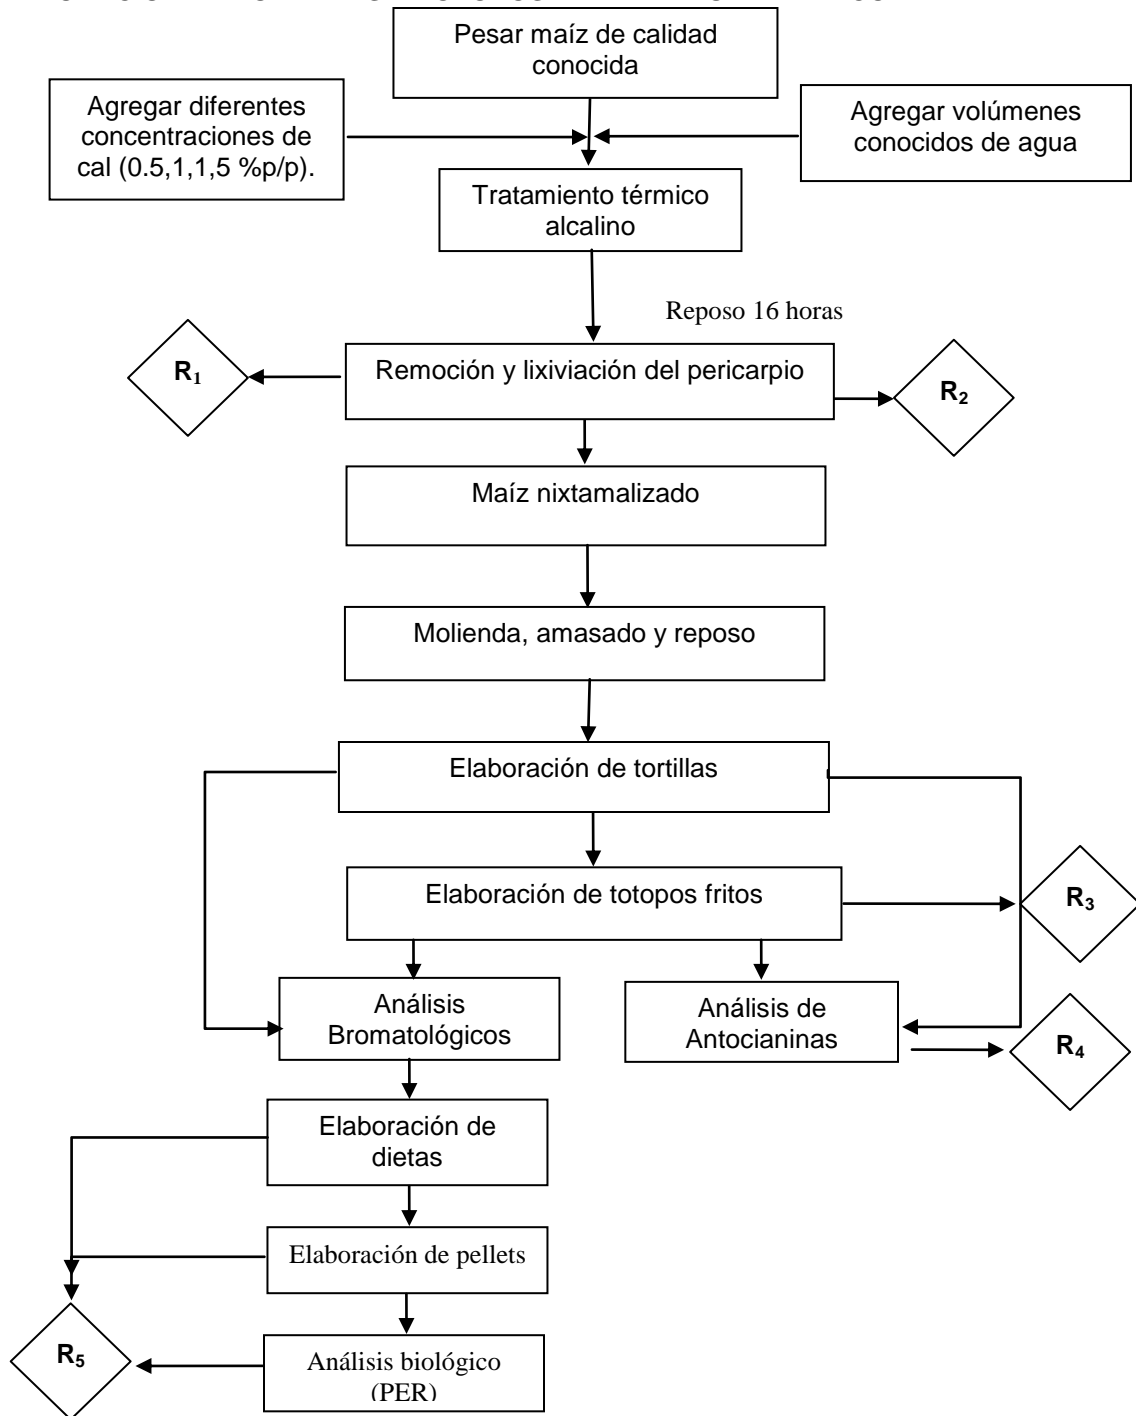 Pesar maíz de calidad
conocida
Agregar diferentes
concentraciones de
cal (0.5,1,1,5 %p/p).
Agregar volúmenes
conocidos de agua
Tratamiento térmico
alcalino
Reposo 16 horas
R₁
Remoción y lixiviación del pericarpio
R₂
Maíz nixtamalizado
Molienda, amasado y reposo
Elaboración de tortillas
Elaboración de totopos fritos
R₃
Análisis
Bromatológicos
Análisis de
Antocianinas
R₄
Elaboración de
dietas
Elaboración de pellets
R₅
Análisis biológico
(PER)